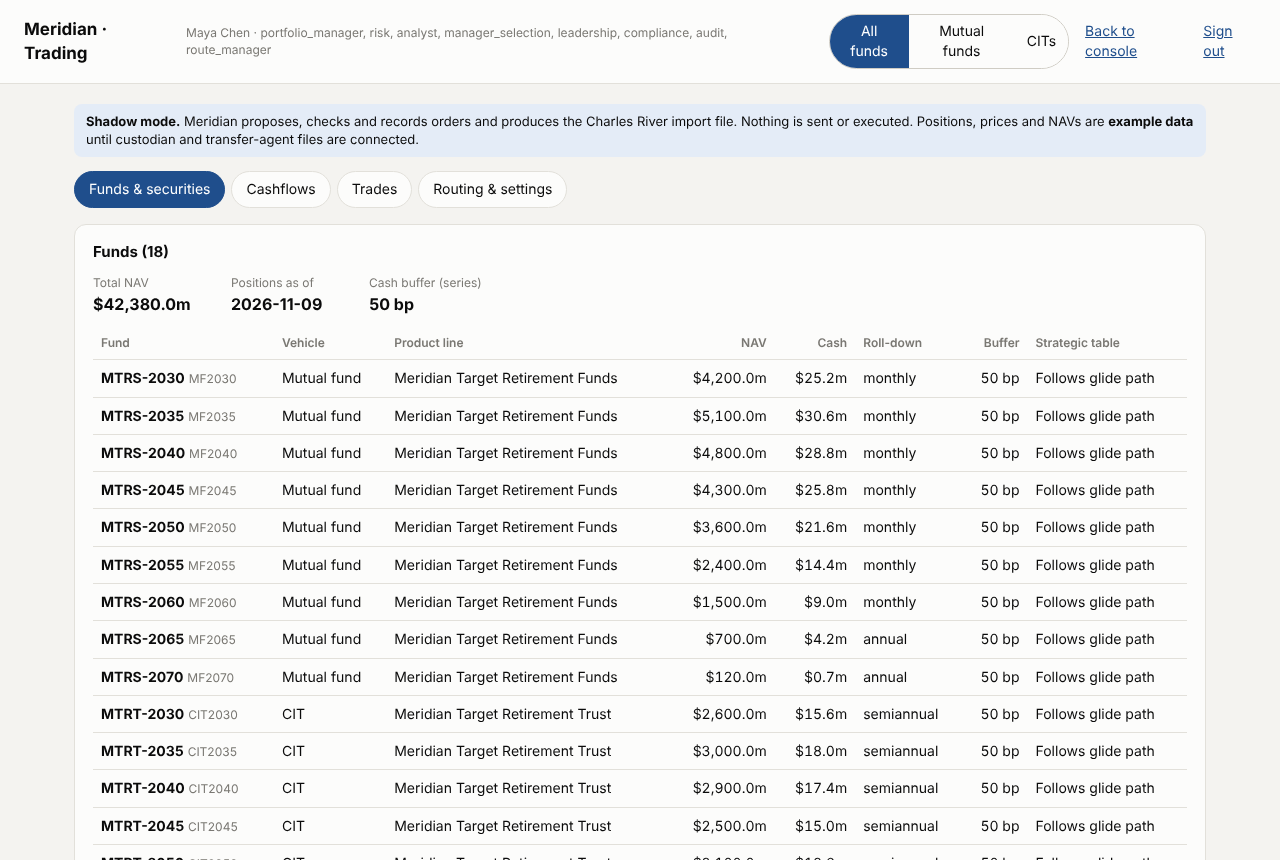 Meridian ·
Trading
Maya Chen · portfolio_manager, risk, analyst, manager_selection, leadership, compliance, audit,
route_manager
All
funds
Mutual
funds
CITs
Back to
console
Sign
out
Shadow mode. Meridian proposes, checks and records orders and produces the Charles River import file. Nothing is sent or executed. Positions, prices and NAVs are example data
until custodian and transfer-agent files are connected.
Funds & securities
Cashflows
Trades
Routing & settings
Funds (18)
Total NAV
$42,380.0m
Positions as of
2026-11-09
Cash buffer (series)
50 bp
Fund Vehicle Product line NAV Cash Roll-down Buffer Strategic table
MTRS-2030 MF2030 Mutual fund Meridian Target Retirement Funds $4,200.0m $25.2m monthly 50 bp Follows glide path
MTRS-2035 MF2035 Mutual fund Meridian Target Retirement Funds $5,100.0m $30.6m monthly 50 bp Follows glide path
MTRS-2040 MF2040 Mutual fund Meridian Target Retirement Funds $4,800.0m $28.8m monthly 50 bp Follows glide path
MTRS-2045 MF2045 Mutual fund Meridian Target Retirement Funds $4,300.0m $25.8m monthly 50 bp Follows glide path
MTRS-2050 MF2050 Mutual fund Meridian Target Retirement Funds $3,600.0m $21.6m monthly 50 bp Follows glide path
MTRS-2055 MF2055 Mutual fund Meridian Target Retirement Funds $2,400.0m $14.4m monthly 50 bp Follows glide path
MTRS-2060 MF2060 Mutual fund Meridian Target Retirement Funds $1,500.0m $9.0m monthly 50 bp Follows glide path
MTRS-2065 MF2065 Mutual fund Meridian Target Retirement Funds $700.0m $4.2m annual 50 bp Follows glide path
MTRS-2070 MF2070 Mutual fund Meridian Target Retirement Funds $120.0m $0.7m annual 50 bp Follows glide path
MTRT-2030 CIT2030 CIT Meridian Target Retirement Trust $2,600.0m $15.6m semiannual 50 bp Follows glide path
MTRT-2035 CIT2035 CIT Meridian Target Retirement Trust $3,000.0m $18.0m semiannual 50 bp Follows glide path
MTRT-2040 CIT2040 CIT Meridian Target Retirement Trust $2,900.0m $17.4m semiannual 50 bp Follows glide path
MTRT-2045 CIT2045 CIT Meridian Target Retirement Trust $2,500.0m $15.0m semiannual 50 bp Follows glide path